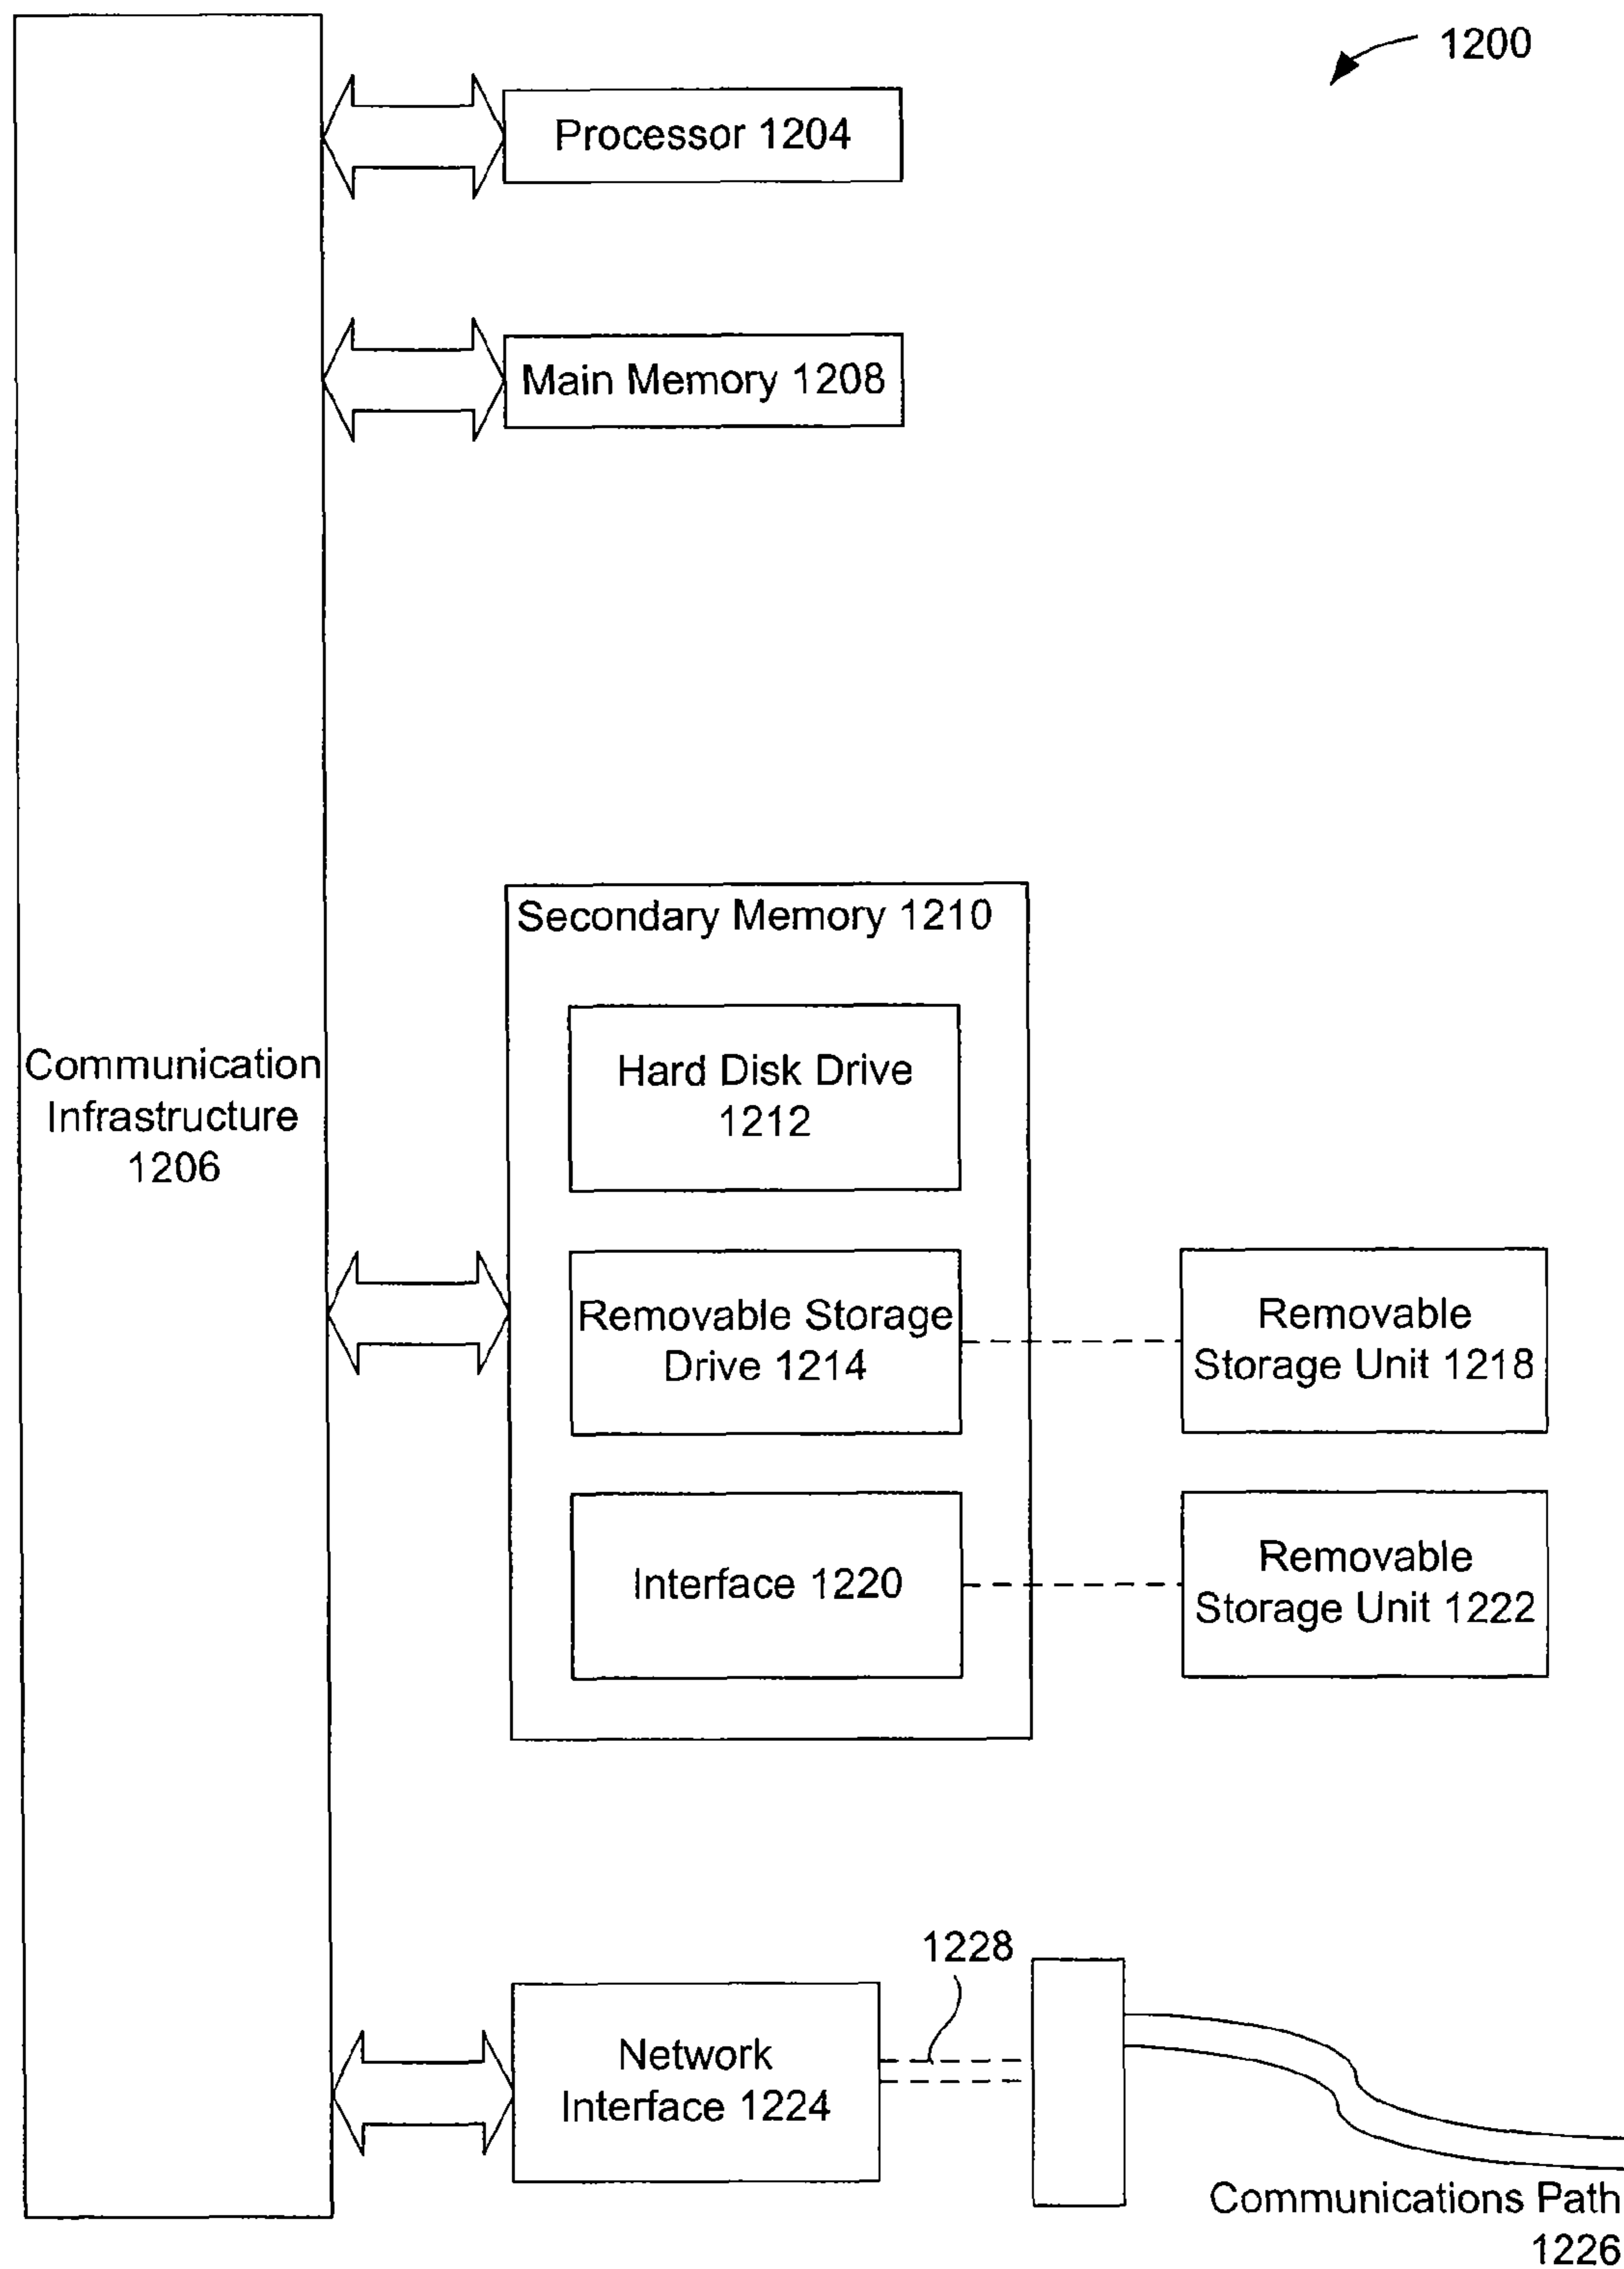 1200
Processor 1204
Main Memory 1208
Secondary Memory 1210
Hard Disk Drive
1212
Communication
Infrastructure
1206
Removable Storage
Drive 1214
Removable
Storage Unit 1218
Interface 1220
Removable
Storage Unit 1222
1228
Network
Interface 1224
Communications Path
1226